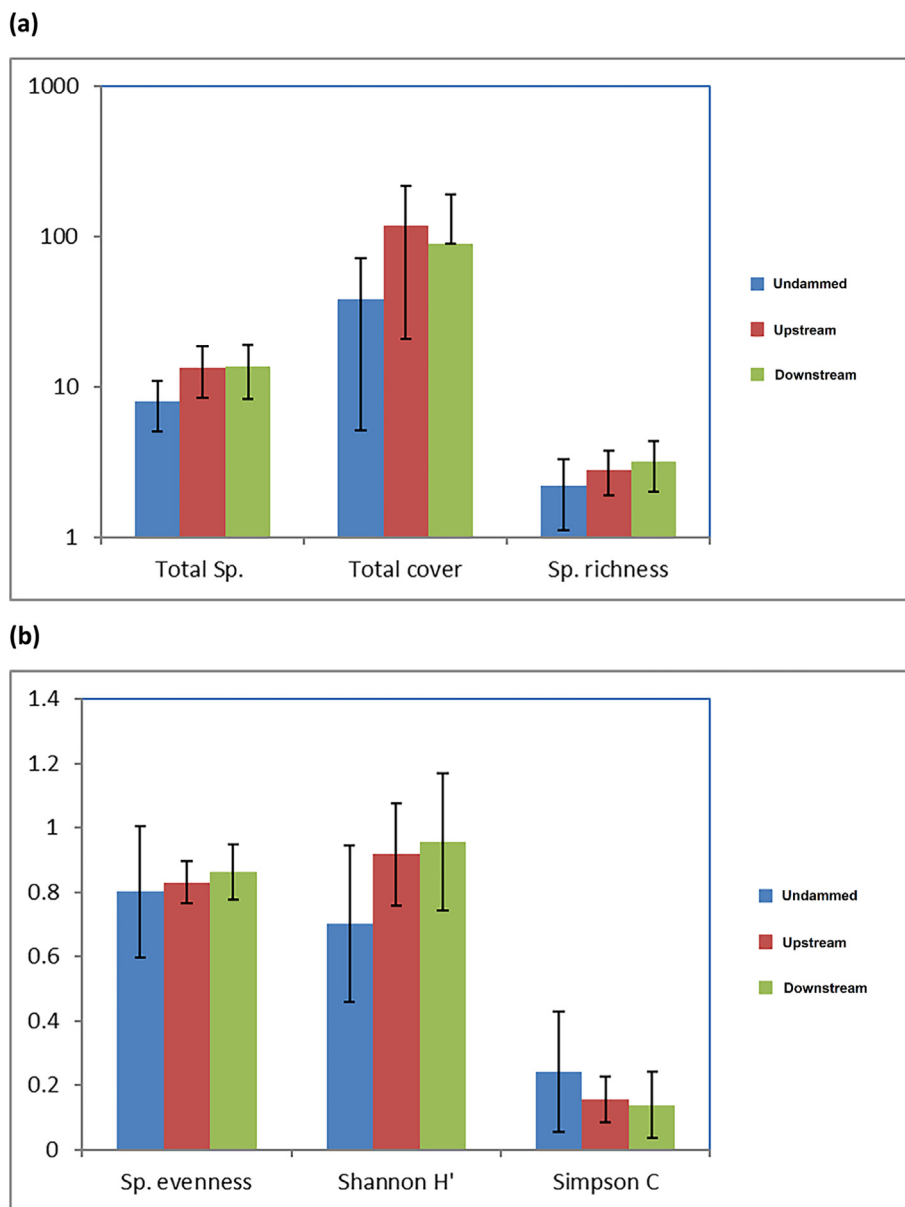 (a)
1000
100
10
1
Total Sp. Total cover Sp. richness
Undammed
Upstream
Downstream
(b)
1.4
1.2
1
0.8
0.6
0.4
0.2
0
Sp. evenness Shannon H' Simpson C
Undammed
Upstream
Downstream